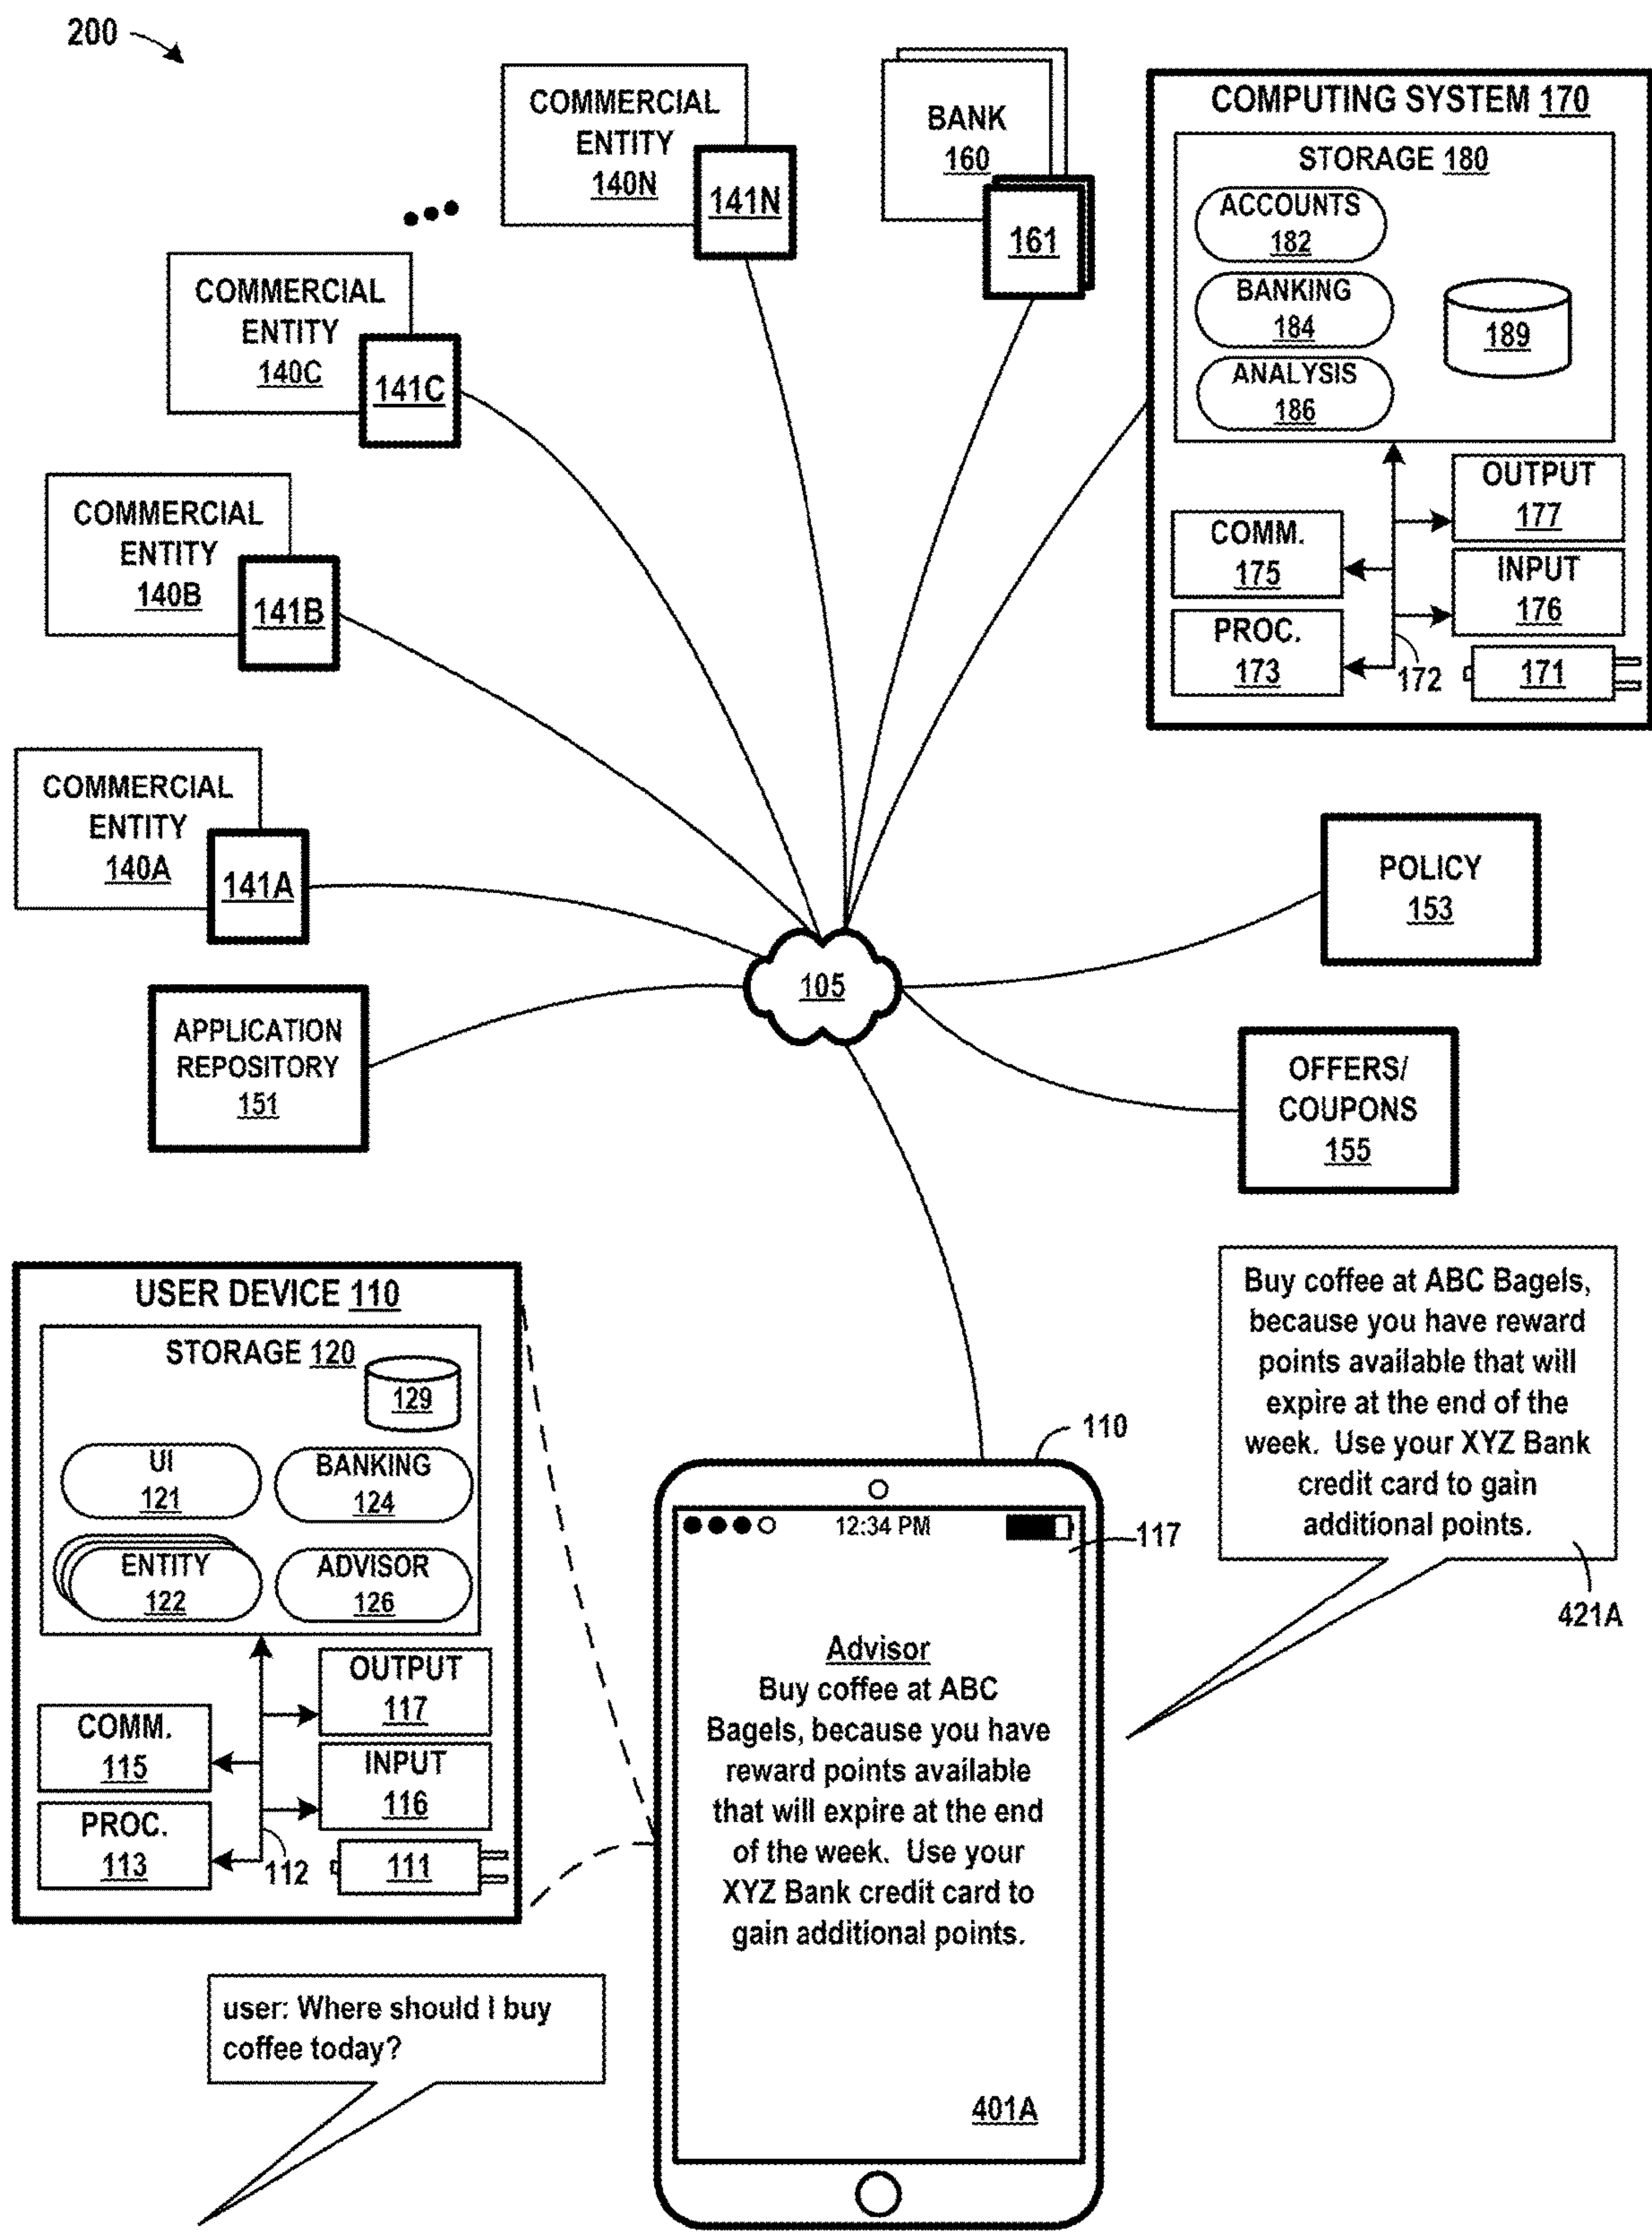 200
COMMERCIAL
ENTITY
140N
141N
BANK
160
161
COMPUTING SYSTEM 170
STORAGE 180
ACCOUNTS
182
BANKING
184
ANALYSIS
186
189
OUTPUT
177
COMM.
175
INPUT
176
PROC.
173
172
171
COMMERCIAL
ENTITY
140C
141C
COMMERCIAL
ENTITY
140B
141B
COMMERCIAL
ENTITY
140A
141A
105
POLICY
153
APPLICATION
REPOSITORY
151
OFFERS/
COUPONS
155
USER DEVICE 110
STORAGE 120
129
UI
121
BANKING
124
ENTITY
122
ADVISOR
126
OUTPUT
117
COMM.
115
INPUT
116
PROC.
113
112
111
Buy coffee at ABC Bagels,
because you have reward
points available that will
expire at the end of the
week. Use your XYZ Bank
credit card to gain
additional points.
421A
110
12:34 PM
117
Advisor
Buy coffee at ABC
Bagels, because you have
reward points available
that will expire at the end
of the week. Use your
XYZ Bank credit card to
gain additional points.
401A
user: Where should I buy
coffee today?